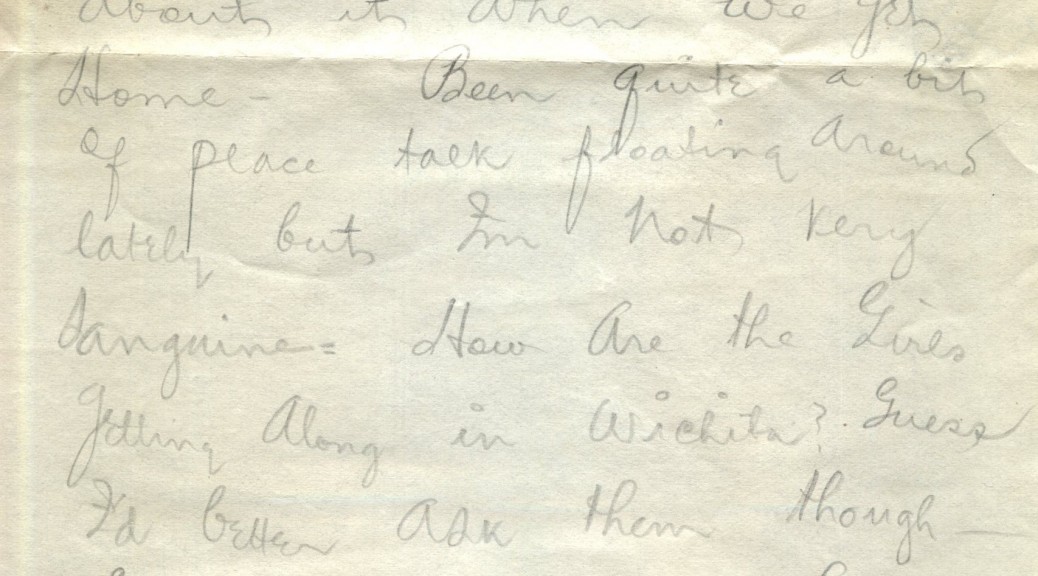 about it when we get
Home - Been quite a bit
of peace talk floating around
lately but Im Not very
Sanguine= How Are the Girls
Getting Along in Wichita? Guess
I'd better Ask them though —